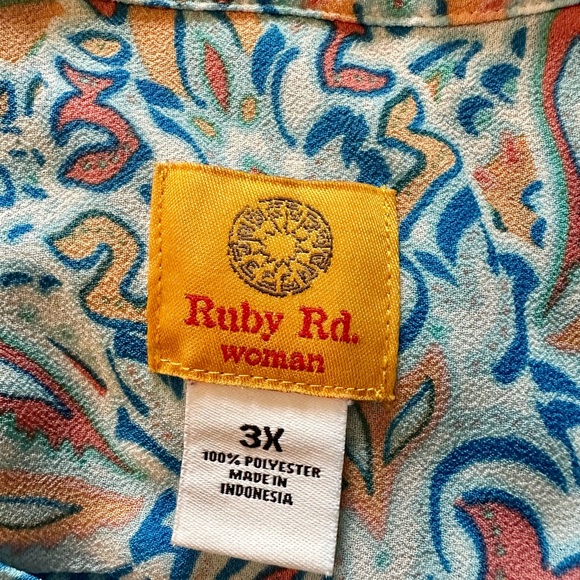 Ruby Rd.
woman
3X
100% POLYESTER
MADE IN
INDONESIA